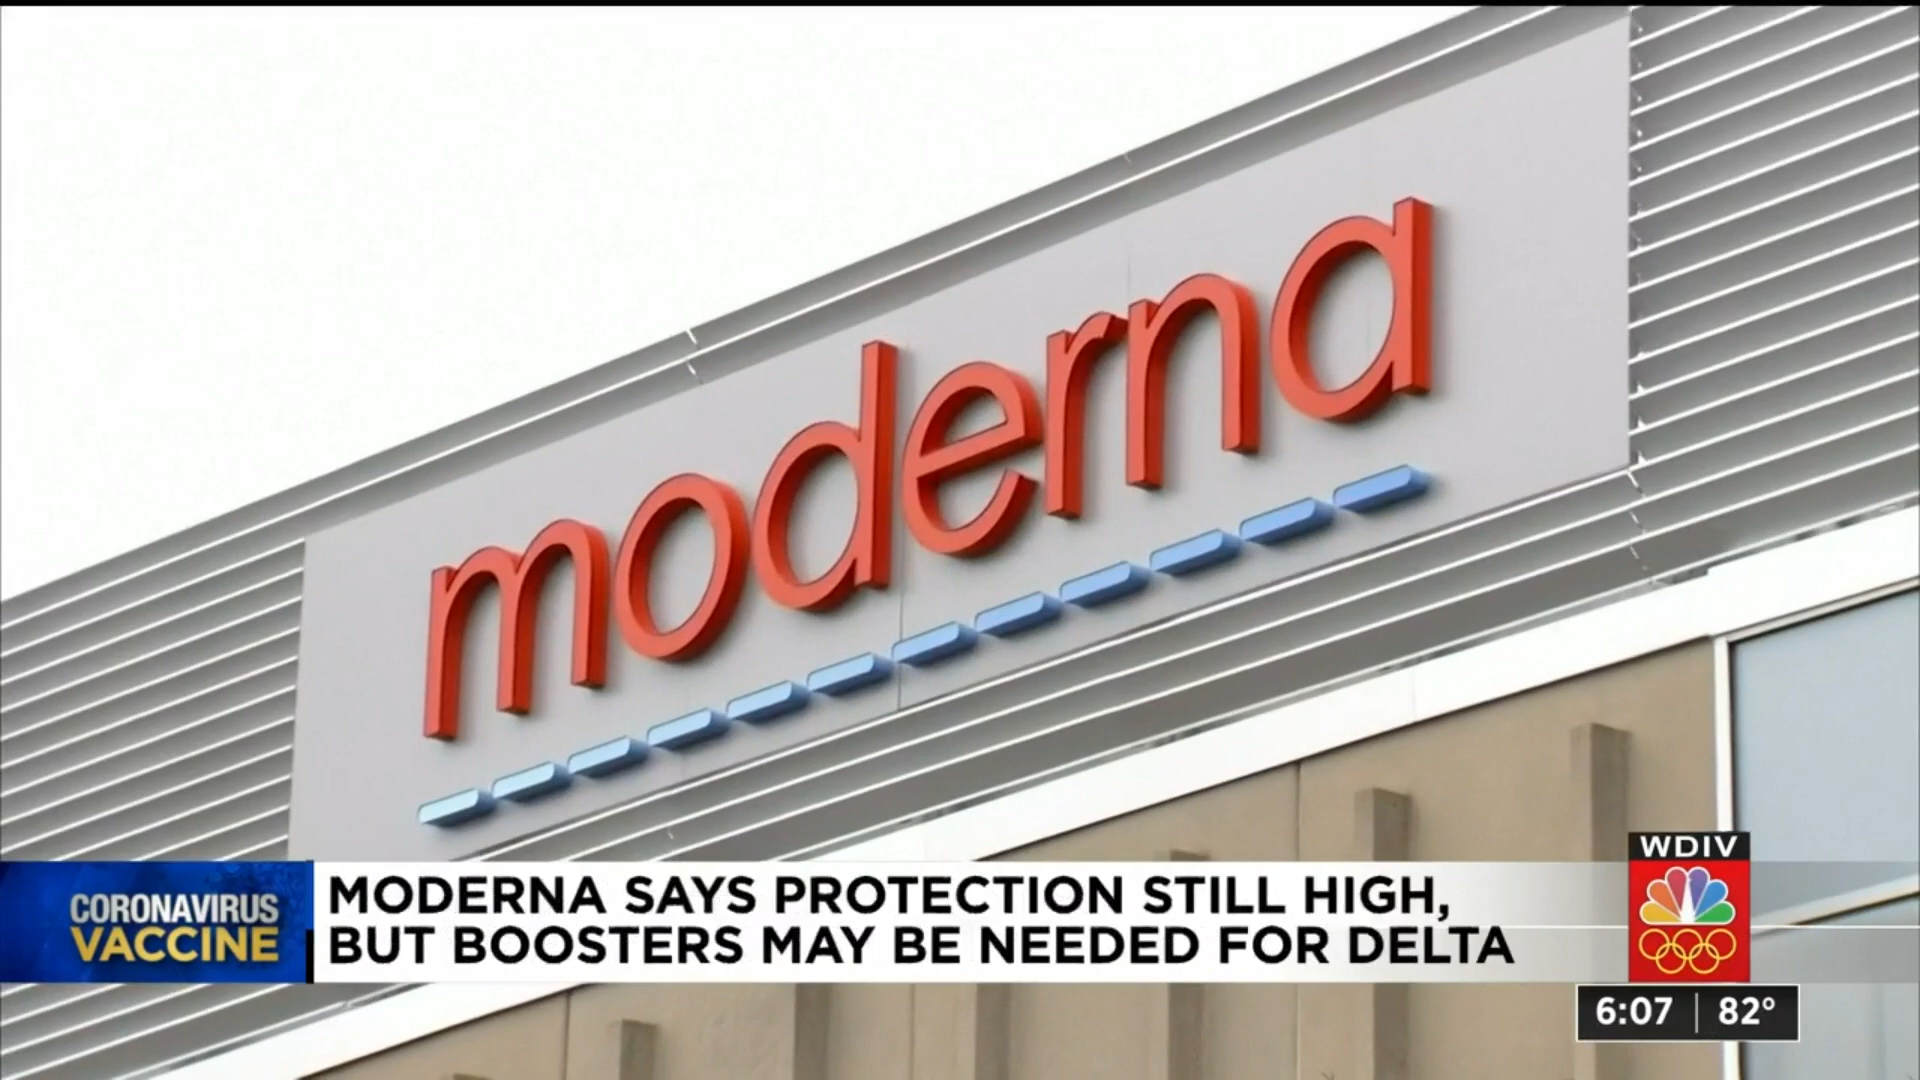 moderna
CORONAVIRUS
VACCINE
MODERNA SAYS PROTECTION STILL HIGH,
BUT BOOSTERS MAY BE NEEDED FOR DELTA
WDIV
6:07 | 82°